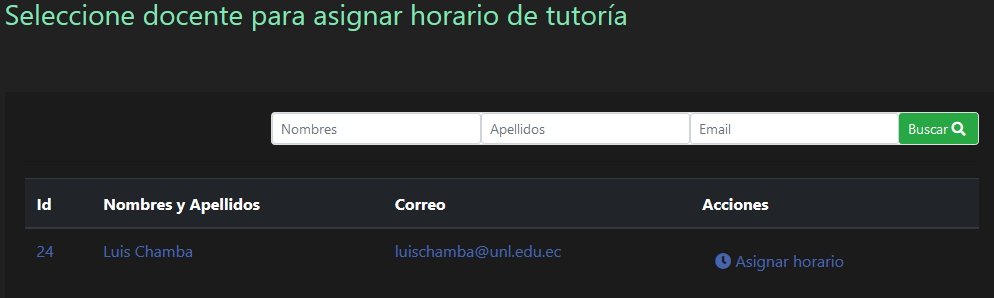 Seleccione docente para asignar horario de tutoría
Nombres Apellidos Email Buscar
Id Nombres y Apellidos Correo Acciones
24 Luis Chamba luischamba@unl.edu.ec Asignar horario